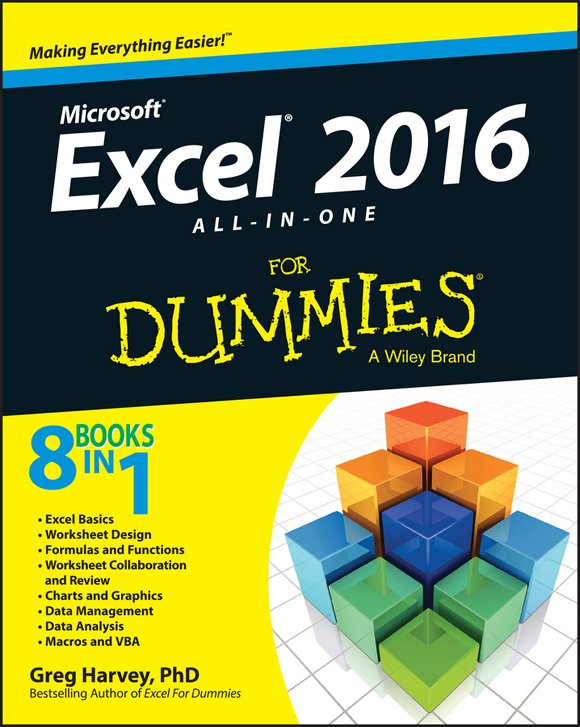 Making Everything Easier!™
Microsoft®
Excel® 2016
ALL-IN-ONE
FOR
DUMMIES®
A Wiley Brand
8 BOOKS
IN 1
• Excel Basics
• Worksheet Design
• Formulas and Functions
• Worksheet Collaboration
and Review
• Charts and Graphics
• Data Management
• Data Analysis
• Macros and VBA
Greg Harvey, PhD
Bestselling Author of Excel For Dummies